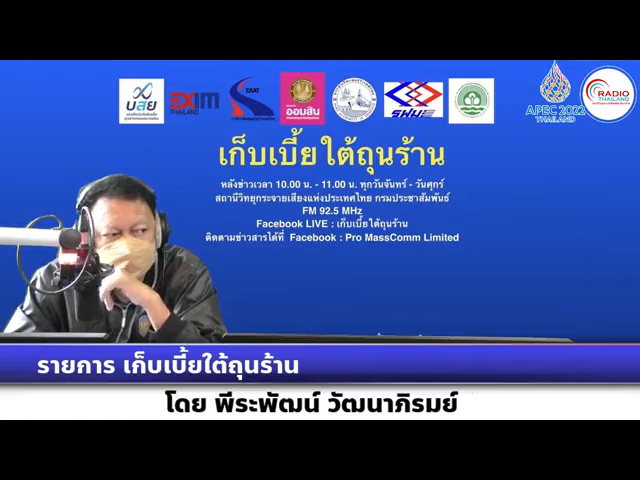 บสย
EXIM
THAILAND
EXAT
ออมสิน
APEC 2022
THAILAND
RADIO
THAILAND
เก็บเบี้ยใต้ถุนร้าน
หลังข่าวเวลา 10.00 น. - 11.00 น. ทุกวันจันทร์ - วันศุกร์
สถานีวิทยุกระจายเสียงแห่งประเทศไทย กรมประชาสัมพันธ์
FM 92.5 MHz
Facebook LIVE : เก็บเบี้ยใต้ถุนร้าน
ติดตามข่าวสารได้ที่ Facebook : Pro MassComm Limited
รายการ เก็บเบี้ยใต้ถุนร้าน
โดย พีระพัฒน์ วัฒนาภิรมย์